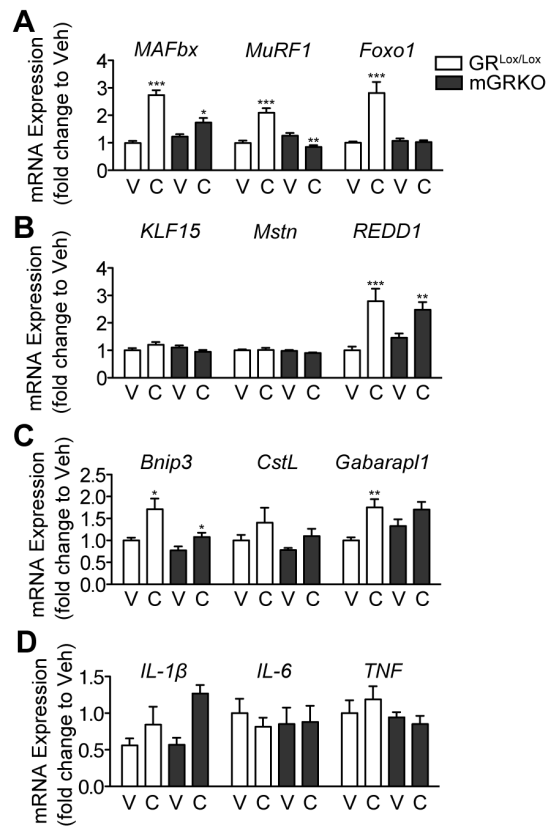 A
MAFbx MuRF1 Foxo1
GRLox/Lox
mGRKO
mRNA Expression
(fold change to Veh)
4
3
2
1
0
V C V C V C V C V C V C
*** * *** ** ***
B
KLF15 Mstn REDD1
mRNA Expression
(fold change to Veh)
4
3
2
1
0
*** **
V C V C V C V C V C V C
C
Bnip3 CstL Gabarapl1
mRNA Expression
(fold change to Veh)
2.5
2.0
1.5
1.0
0.5
0.0
* * **
V C V C V C V C V C V C
D
IL-1β IL-6 TNF
mRNA Expression
(fold change to Veh)
1.5
1.0
0.5
0.0
V C V C V C V C V C V C